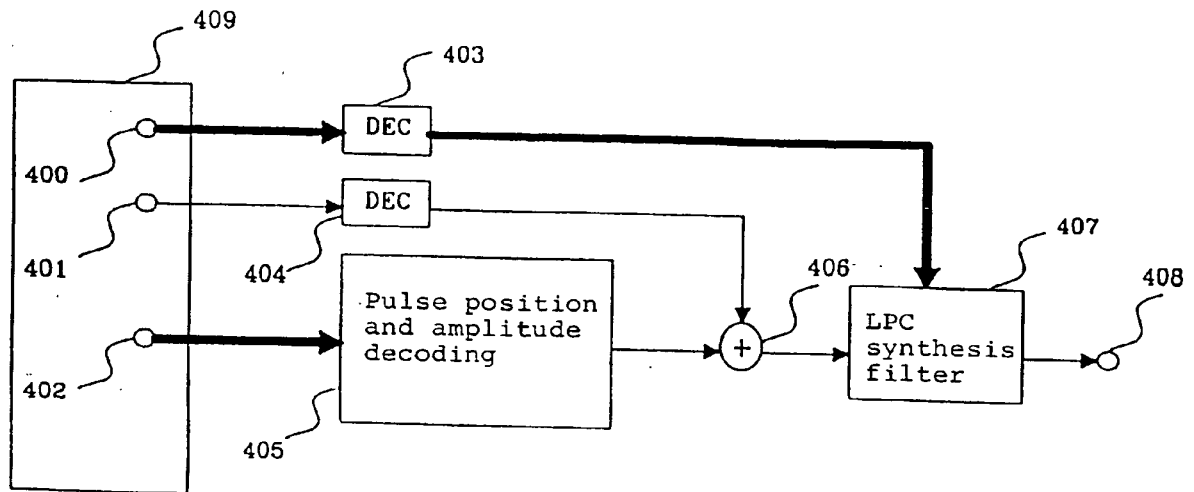 409
403
DEC
400
DEC
407
401
404
406
408
Pulse position
and amplitude
decoding
+
LPC
synthesis
filter
402
405